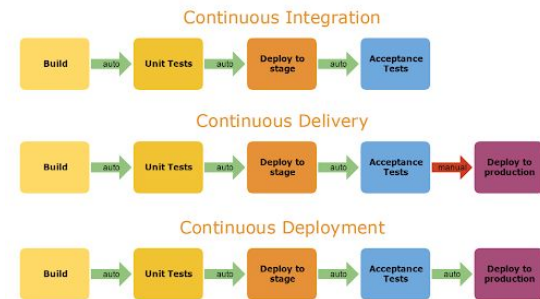 Continuous Integration
Build
auto
Unit Tests
auto
Deploy to
stage
auto
Acceptance
Tests
Continuous Delivery
Build
auto
Unit Tests
auto
Deploy to
stage
auto
Acceptance
Tests
manual
Deploy to
production
Continuous Deployment
Build
auto
Unit Tests
auto
Deploy to
stage
auto
Acceptance
Tests
auto
Deploy to
production